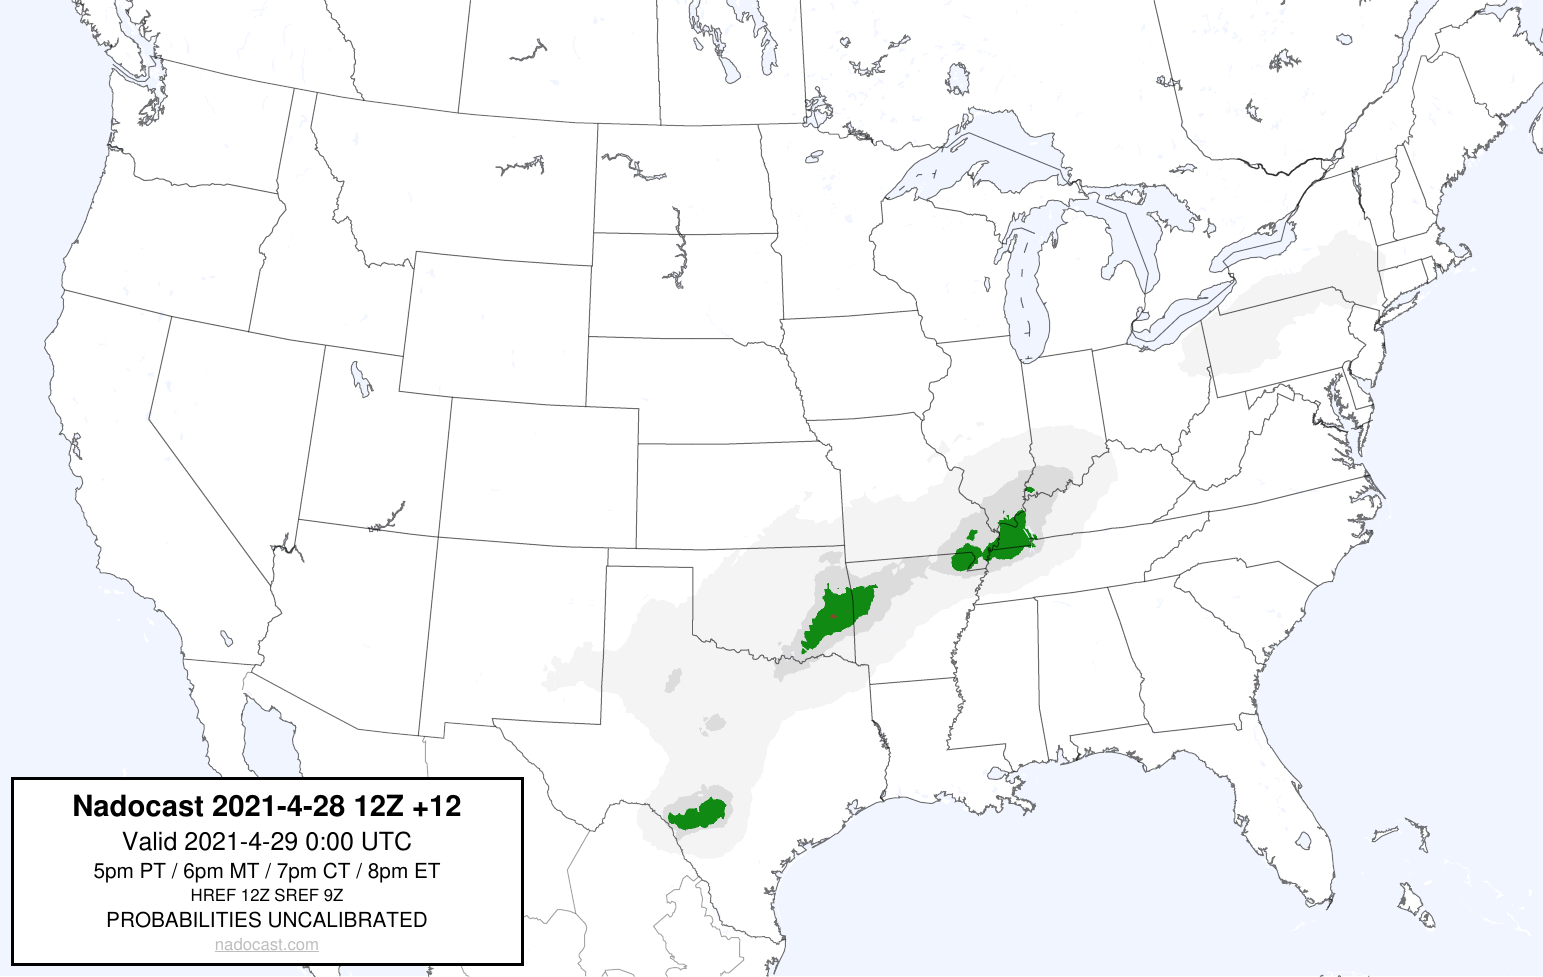 Nadocast 2021-4-28 12Z +12
Valid 2021-4-29 0:00 UTC
5pm PT / 6pm MT / 7pm CT / 8pm ET
HREF 12Z SREF 9Z
PROBABILITIES UNCALIBRATED
nadocast.com